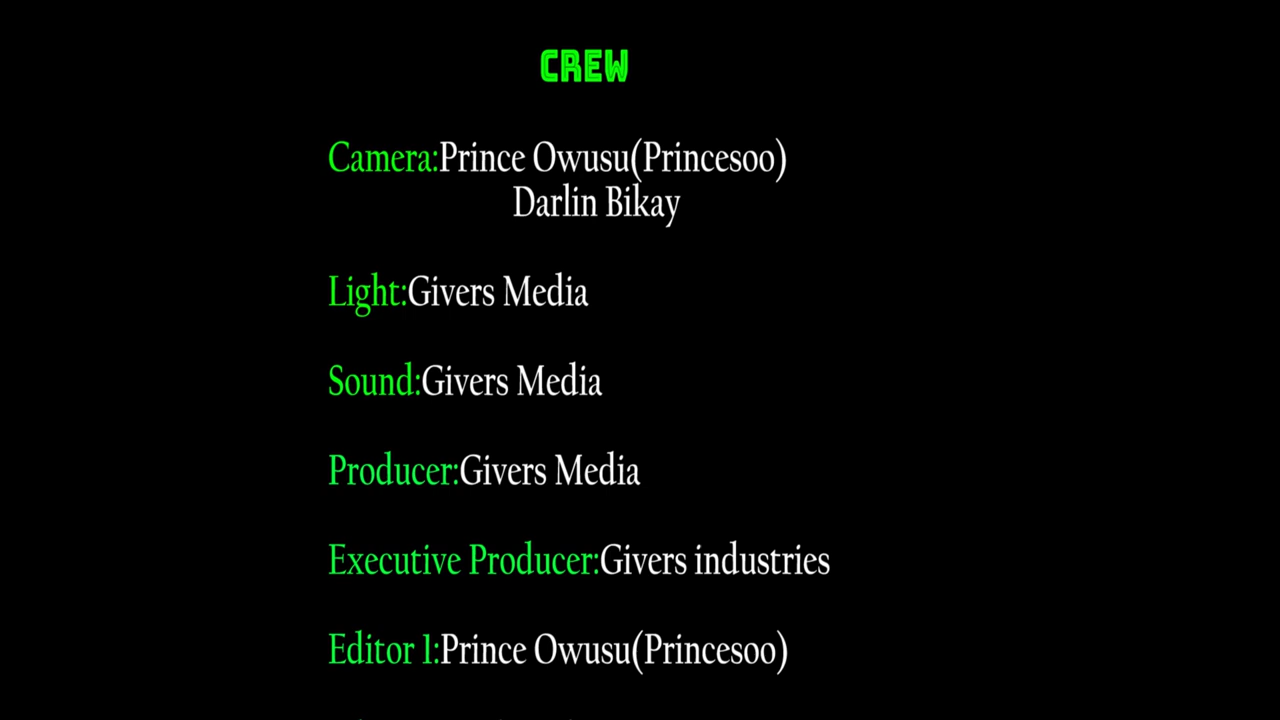 CREW
Camera:Prince Owusu(Princesoo)
Darlin Bikay
Light:Givers Media
Sound:Givers Media
Producer:Givers Media
Executive Producer:Givers industries
Editor 1:Prince Owusu(Princesoo)